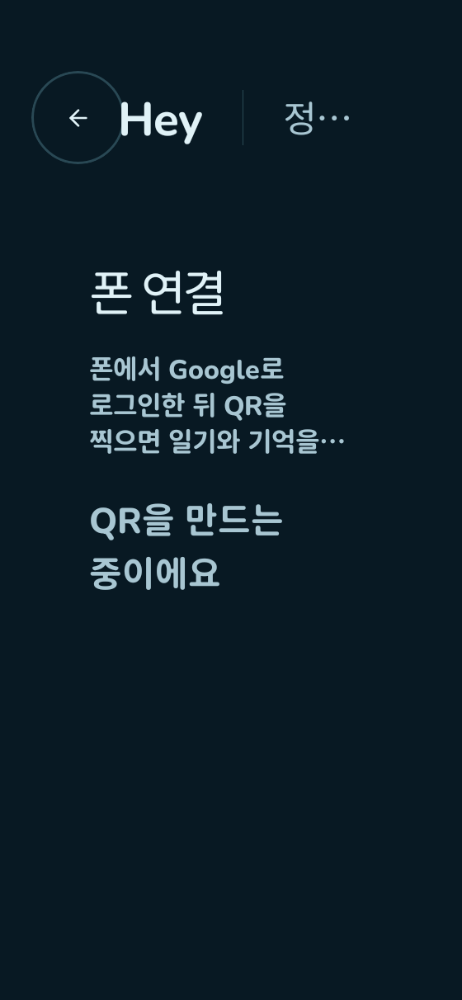 Hey 정…
폰 연결
폰에서 Google로
로그인한 뒤 QR을
찍으면 일기와 기억을…
QR을 만드는
중이에요